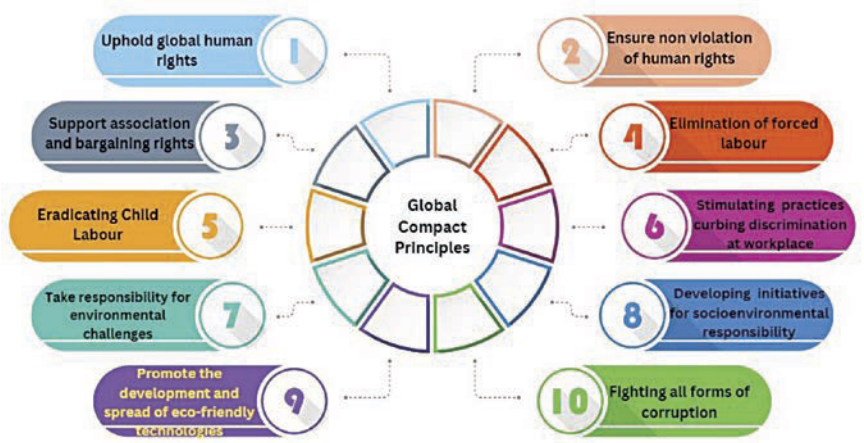 Uphold global human
rights
1
2
Ensure non violation
of human rights
Support association
and bargaining rights
3
4
Elimination of forced
labour
Global
Compact
Principles
Eradicating Child
Labour
5
6
Stimulating practices
curbing discrimination
at workplace
Take responsibility for
environmental
challenges
7
8
Developing initiatives
for socioenvironmental
responsibility
Promote the
development and
spread of eco-friendly
technologies
9
10
Fighting all forms of
corruption